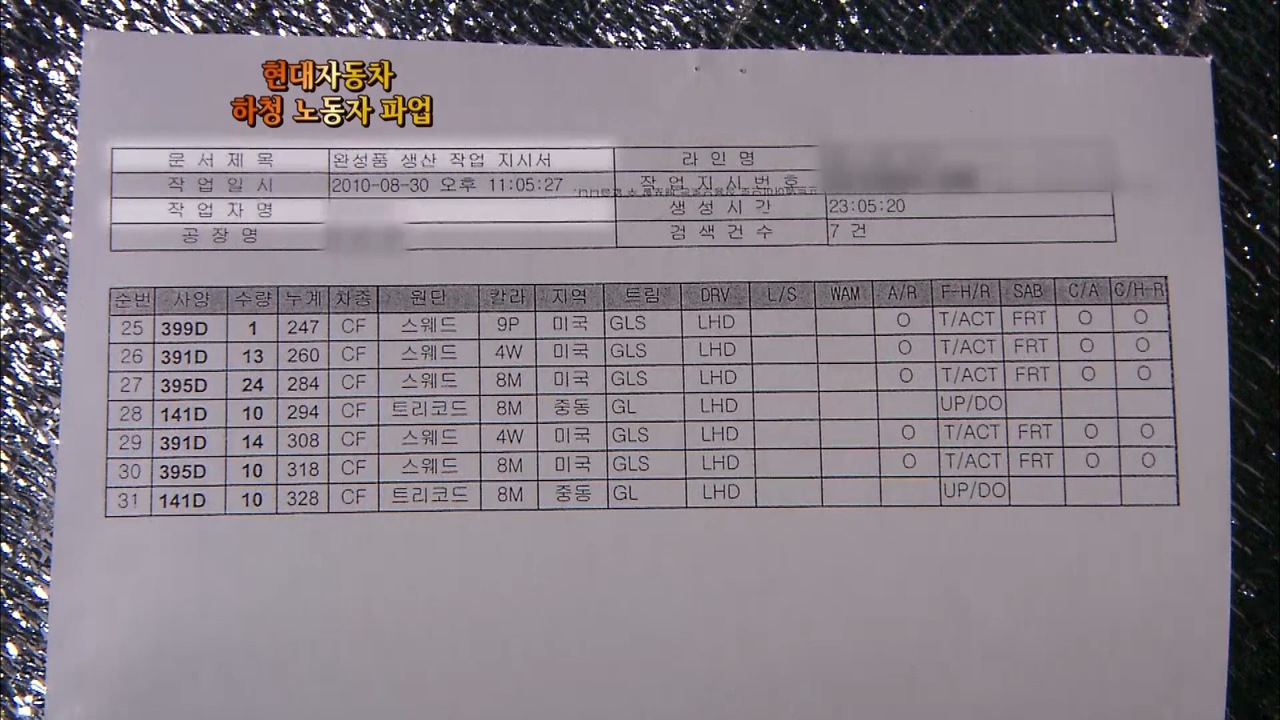 현대자동차
하청 노동자 파업
문서제목 완성품 생산 작업 지시서 라인명
작업일시 2010-08-30 오후 11:05:27 작업지시번호
작업자명 생성시간 23:05:20
공장명 검색건수 7 건
순번 사양 수량 누계 차종 원단 칼라 지역 트림 DRV L/S WAM A/R F-H/R SAB C/A C/H-R
25 399D 1 247 CF 스웨드 9P 미국 GLS LHD O T/ACT FRT O O
26 391D 13 260 CF 스웨드 4W 미국 GLS LHD O T/ACT FRT O O
27 395D 24 284 CF 스웨드 8M 미국 GLS LHD O T/ACT FRT O O
28 141D 10 294 CF 트리코드 8M 중동 GL LHD UP/DO
29 391D 14 308 CF 스웨드 4W 미국 GLS LHD O T/ACT FRT O O
30 395D 10 318 CF 스웨드 8M 미국 GLS LHD O T/ACT FRT O O
31 141D 10 328 CF 트리코드 8M 중동 GL LHD UP/DO